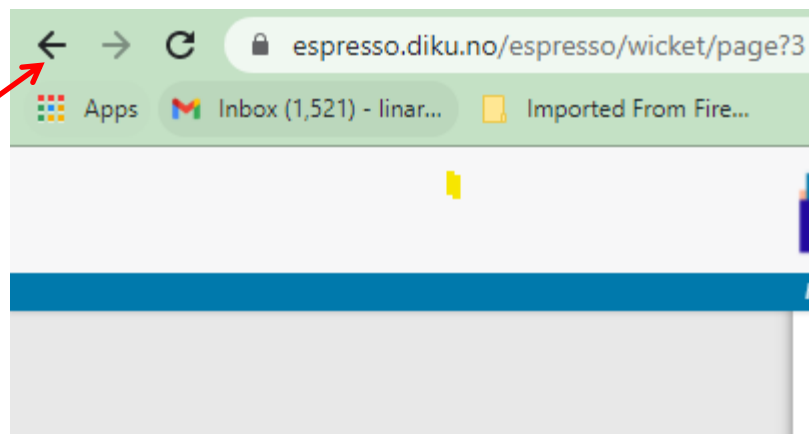 espresso.diku.no/espresso/wicket/page?3
Apps Inbox (1,521) - linar... Imported From Fire...